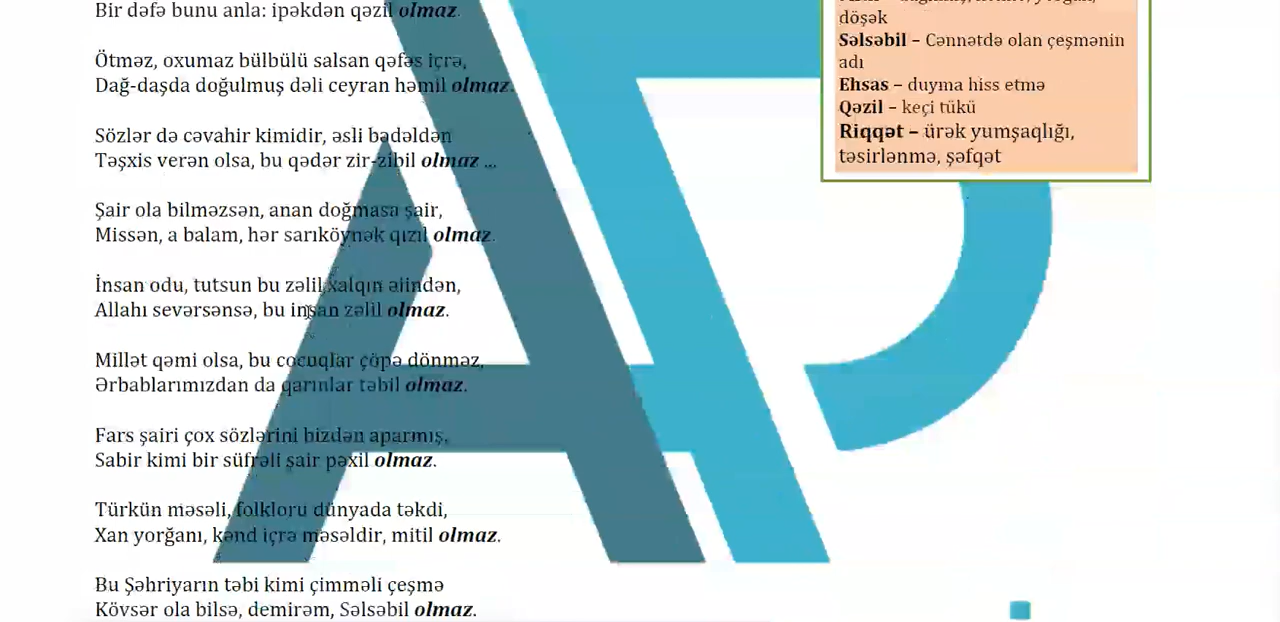 Bir dəfə bunu anla: ipəkdən qəzil olmaz.
Ötməz, oxumaz bülbülü salsan qəfəs içrə,
Dağ-daşda doğulmuş dəli ceyran həmil olmaz.
Sözlər də cəvahir kimidir, əsli bədəldən
Təşxis verən olsa, bu qədər zir-zibil olmaz ...
Şair ola bilməzsən, anan doğmasa şair,
Missən, a balam, hər sarıköynək qızıl olmaz.
İnsan odu, tutsun bu zəlil xalqın əlindən,
Allahı sevərsənsə, bu insan zəlil olmaz.
Millət qəmi olsa, bu cocuqlar çöpə dönməz,
Ərbablarımızdan da qarınlar təbil olmaz.
Fars şairi çox sözlərini bizdən aparmış,
Sabir kimi bir süfrəli şair pəxil olmaz.
Türkün məsəli, folkloru dünyada təkdi,
Xan yorğanı, kənd içrə məsəldir, mitil olmaz.
Bu Şəhriyarın təbi kimi çimməli çeşmə
Kövsər ola bilsə, demirəm, Səlsəbil olmaz.
döşək
Səlsəbil – Cənnətdə olan çeşmənin
adı
Ehsas – duyma hiss etmə
Qəzil – keçi tükü
Riqqət – ürək yumşaqlığı,
təsirlənmə, şəfqət